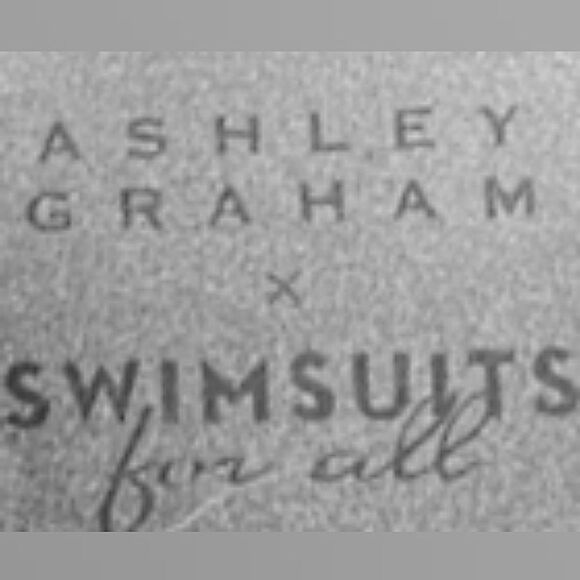 ASHLEY
GRAHAM
×
SWIMSUITS
for all